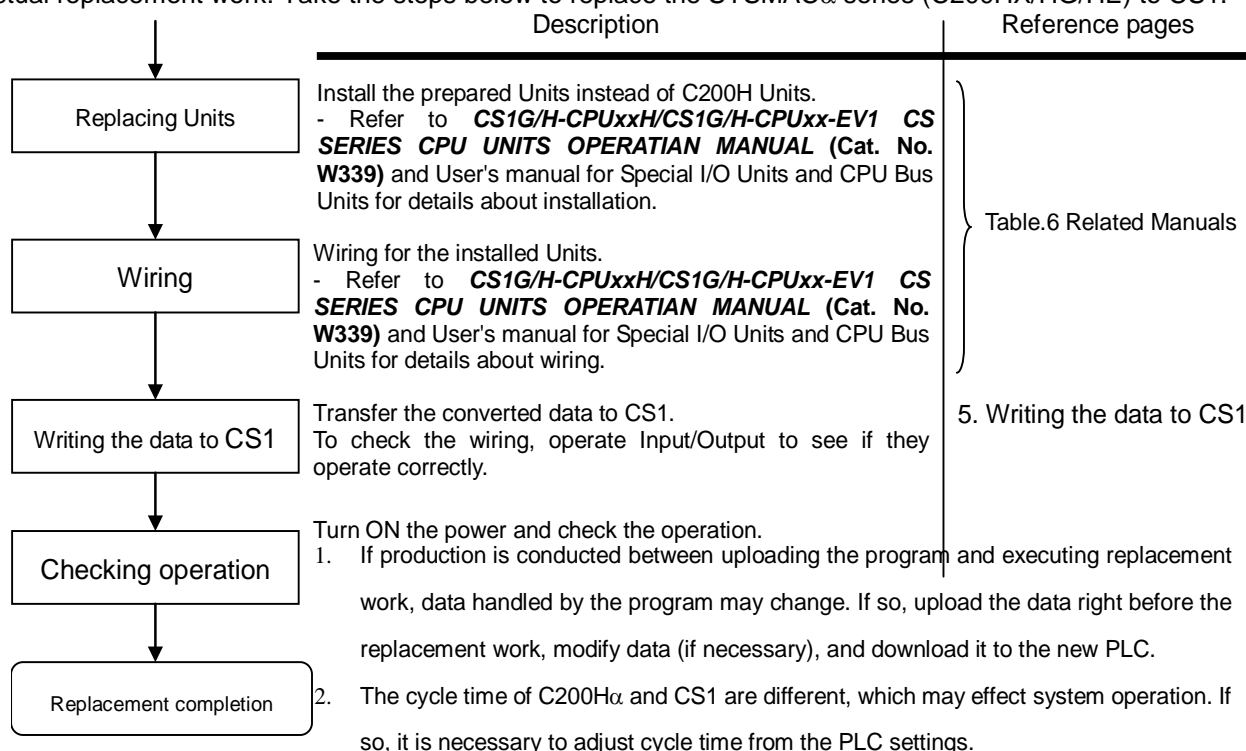 ctual replacement work. Take the steps below to replace the SYSMACα series (C200HX/HG/HE) to CS1.
Description
Reference pages
Replacing Units
Install the prepared Units instead of C200H Units.
- Refer to CS1G/H-CPUxxH/CS1G/H-CPUxx-EV1 CS
SERIES CPU UNITS OPERATIAN MANUAL (Cat. No.
W339) and User's manual for Special I/O Units and CPU Bus
Units for details about installation.
Table.6 Related Manuals
Wiring
Wiring for the installed Units.
- Refer to CS1G/H-CPUxxH/CS1G/H-CPUxx-EV1 CS
SERIES CPU UNITS OPERATIAN MANUAL (Cat. No.
W339) and User's manual for Special I/O Units and CPU Bus
Units for details about wiring.
Writing the data to CS1
Transfer the converted data to CS1.
To check the wiring, operate Input/Output to see if they
operate correctly.
5. Writing the data to CS1
Checking operation
Turn ON the power and check the operation.
1. If production is conducted between uploading the program and executing replacement
work, data handled by the program may change. If so, upload the data right before the
replacement work, modify data (if necessary), and download it to the new PLC.
Replacement completion
2. The cycle time of C200Hα and CS1 are different, which may effect system operation. If
so, it is necessary to adjust cycle time from the PLC settings.